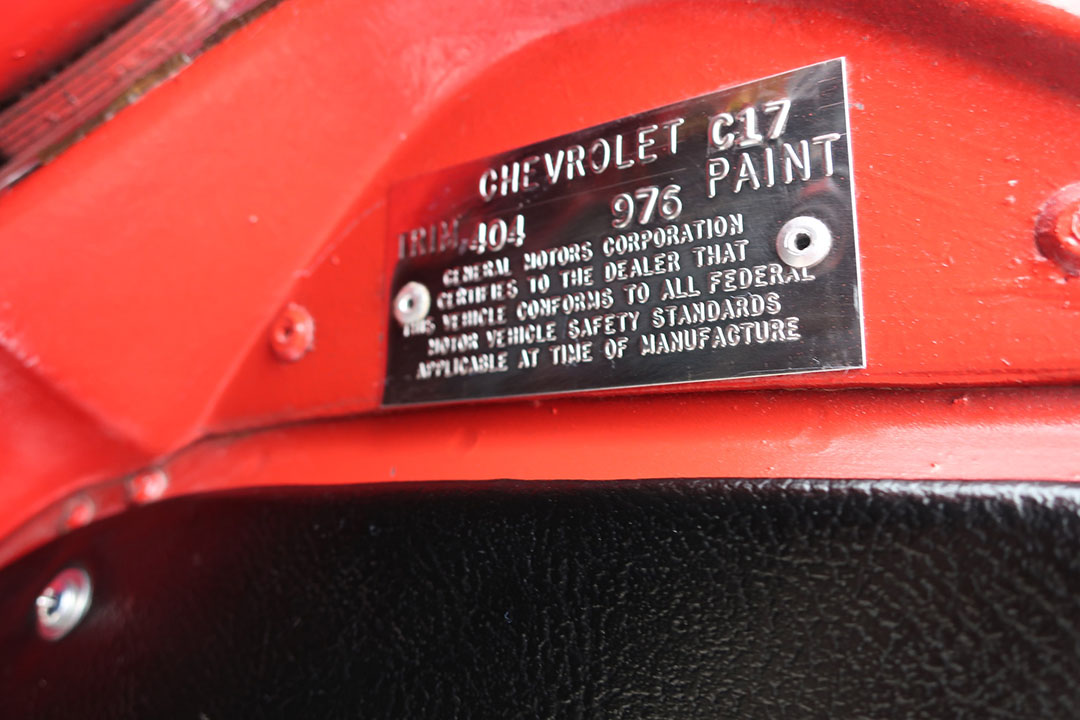 CHEVROLET C17
TRIM, 404 976 PAINT
GENERAL MOTORS CORPORATION
CERTIFIES TO THE DEALER THAT
THIS VEHICLE CONFORMS TO ALL FEDERAL
MOTOR VEHICLE SAFETY STANDARDS
APPLICABLE AT TIME OF MANUFACTURE